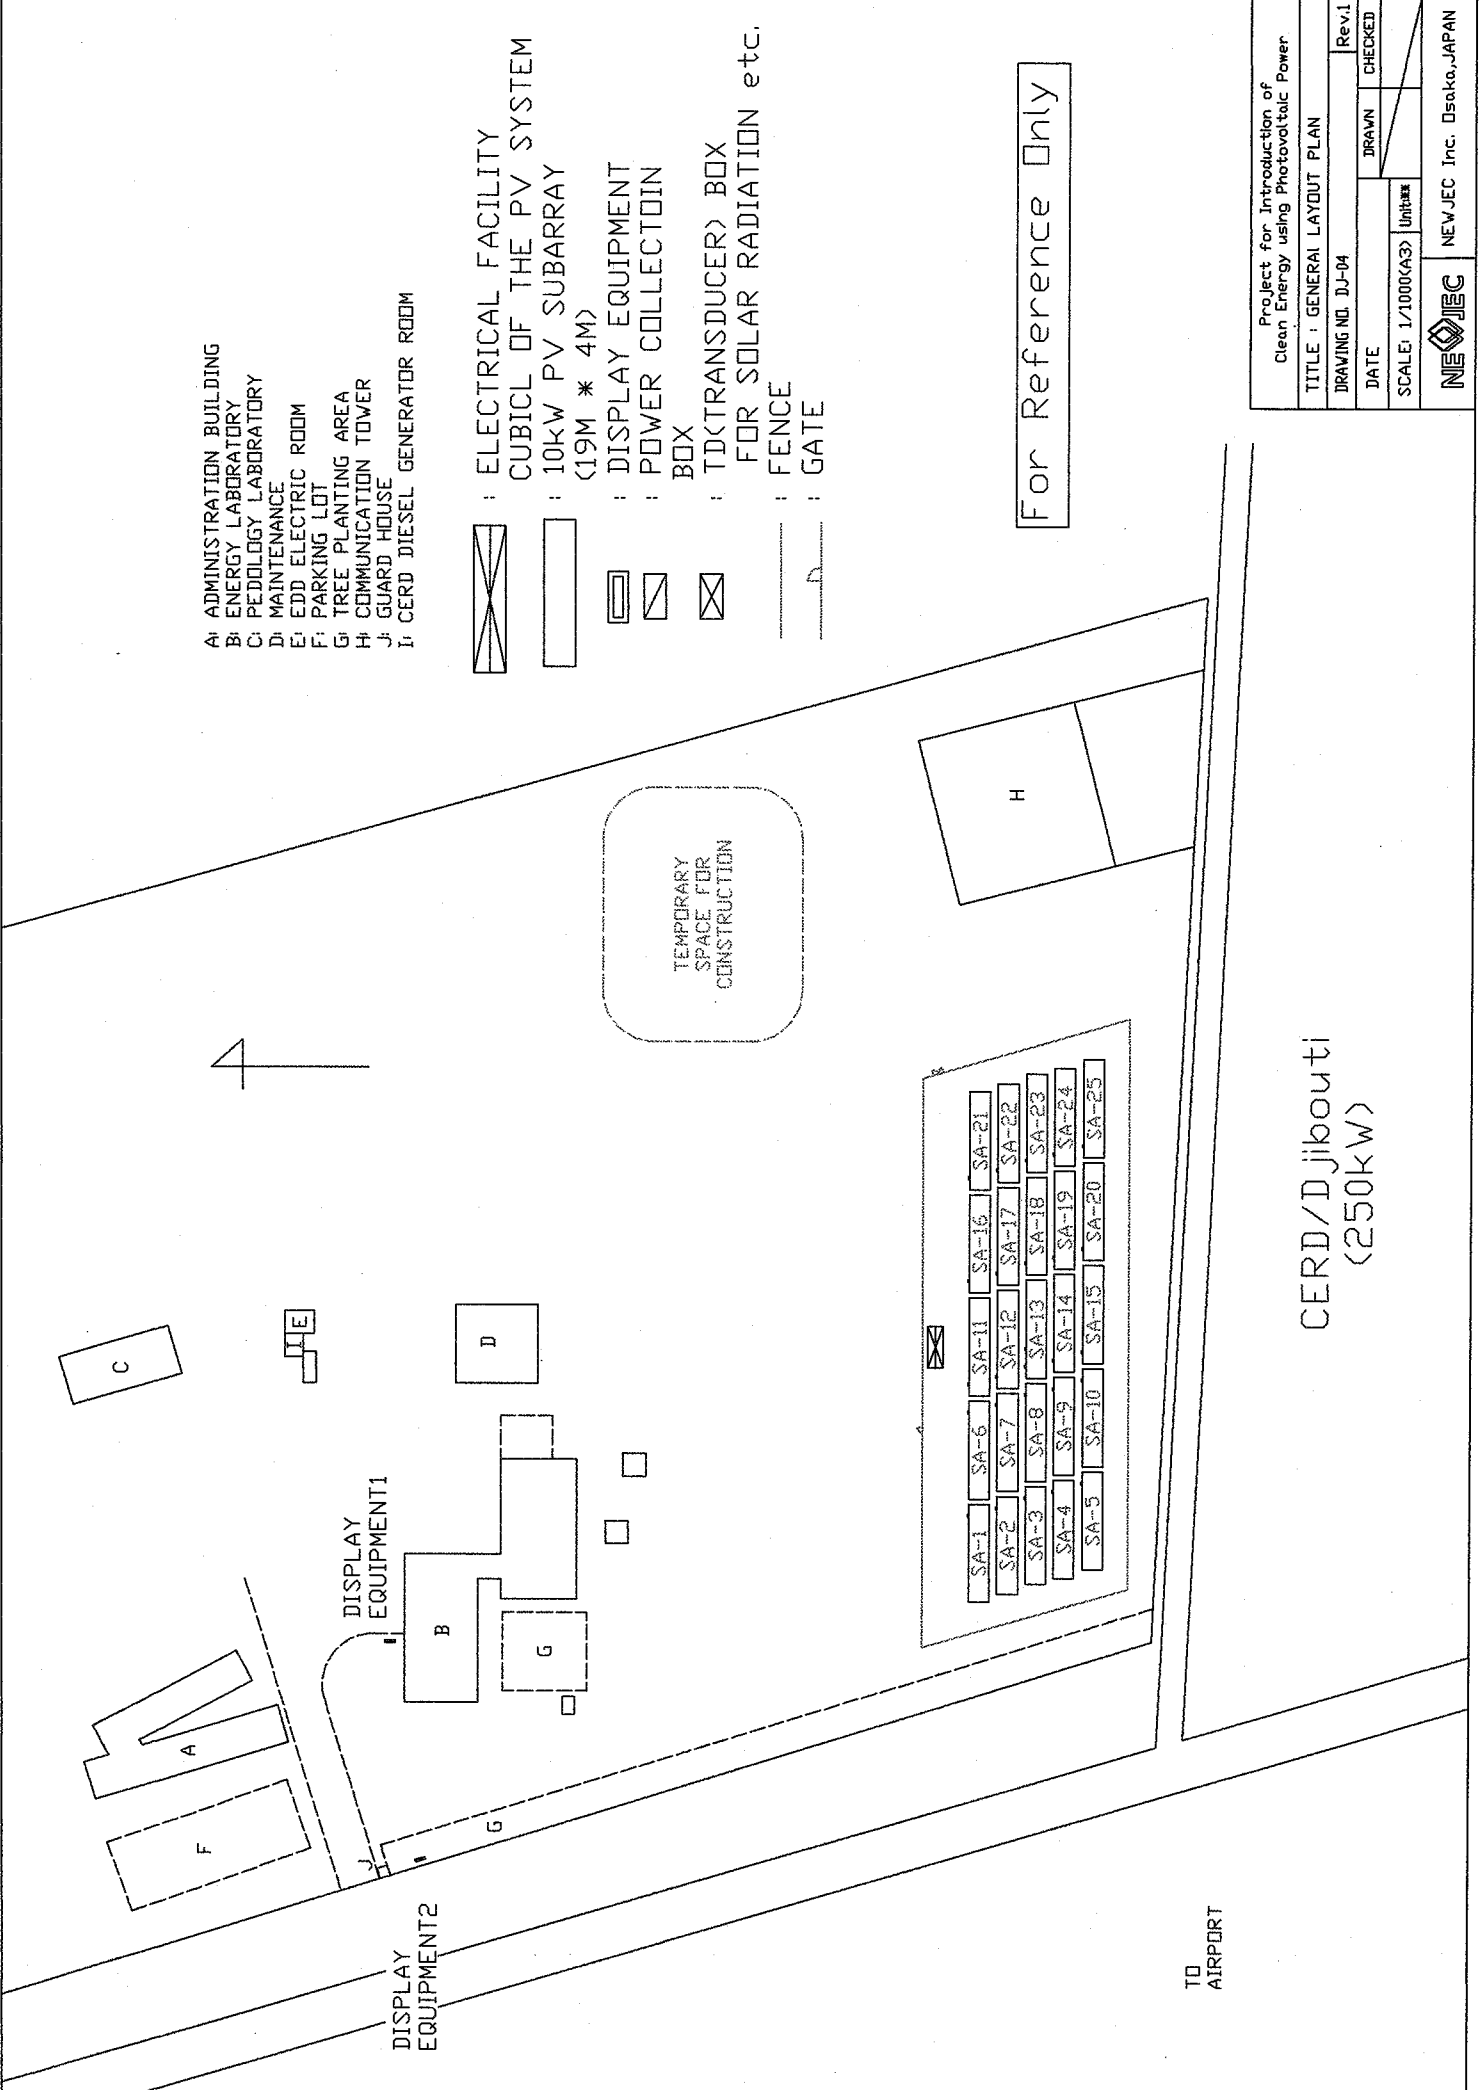 A: ADMINISTRATION BUILDING
B: ENERGY LABORATORY
C: PEDOLOGY LABORATORY
D: MAINTENANCE
E: EDD ELECTRIC ROOM
F: PARKING LOT
G: TREE PLANTING AREA
H: COMMUNICATION TOWER
J: GUARD HOUSE
I: CERD DIESEL GENERATOR ROOM
: ELECTRICAL FACILITY
CUBICL OF THE PV SYSTEM
: 10kW PV SUBARRAY
(19M * 4M)
: DISPLAY EQUIPMENT
: POWER COLLECTOIN
BOX
: TD(TRANSDUCER) BOX
FOR SOLAR RADIATION etc.
: FENCE
: GATE
For Reference Only
C
I
E
D
A
F
DISPLAY
EQUIPMENT1
B
G
J
G
DISPLAY
EQUIPMENT2
TEMPORARY
SPACE FOR
CONSTRUCTION
H
SA-1
SA-6
SA-11
SA-16
SA-21
SA-2
SA-7
SA-12
SA-17
SA-22
SA-3
SA-8
SA-13
SA-18
SA-23
SA-4
SA-9
SA-14
SA-19
SA-24
SA-5
SA-10
SA-15
SA-20
SA-25
TO
AIRPORT
CERD/Djibouti
(250kW)
Project for Introduction of
Clean Energy using Photovoltaic Power
TITLE : GENERAL LAYOUT PLAN
DRAWING NO. DJ-04
Rev.1
DATE
DRAWN
CHECKED
SCALE: 1/1000(A3)
NEWJEC
NEWJEC Inc. Osaka,JAPAN